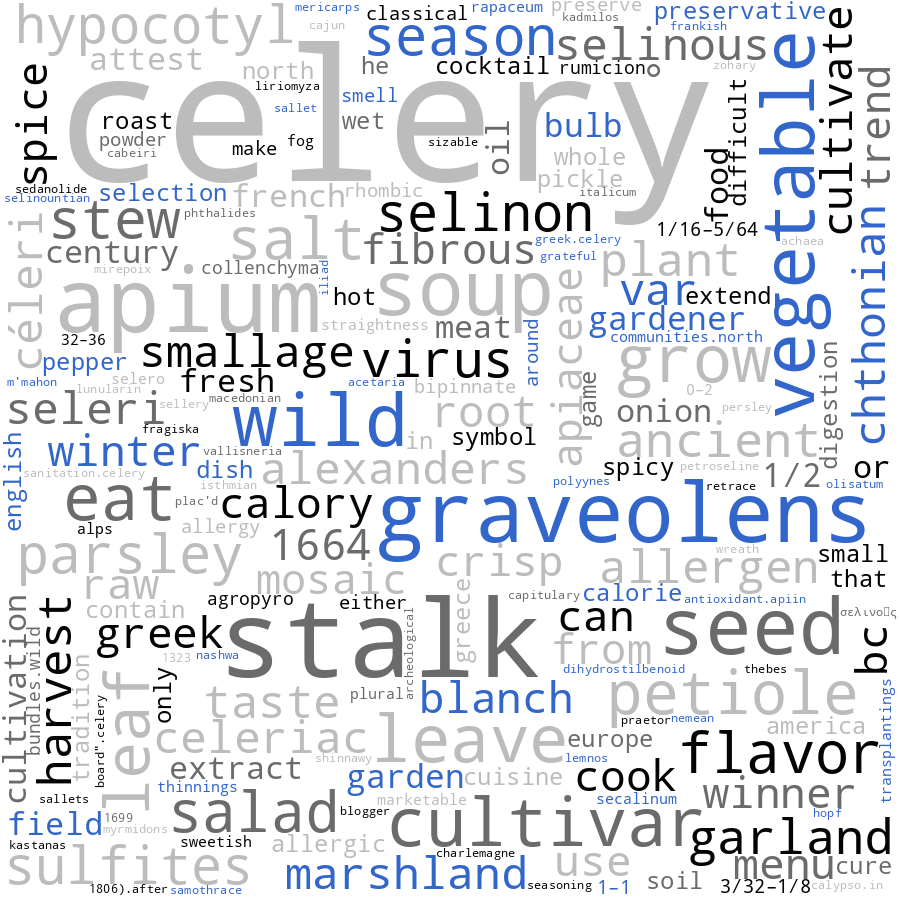 mericarps
classical
rapaceum
preserve
preservative
hypocotyl
cajun
season
kadmilos
frankish
cultivate
attest
he
cocktail
selinous
vegetable
north
rumicion
zohary
trend
spice
celery
liriomyza
smell
sallet
difficult
roast
wet
bulb
powder
fog
oil
cabeiri
make
sizable
whole
food
pickle
sedanolide
selection
french
rhombic
italicum
selinountian
stew
phthalides
selinon
1/16–5/64
chthonian
céleri
salt
fibrous
greek.celery
achaea
century
grateful
plant
mirepoix
collenchyma
iliad
soup
apium
hot
var
extend
apiaceae
straightness
meat
gardener
32–36
around
communities.north
smallage
virus
grow
pepper
digestion
m'mahon
selero
fresh
acetaria
bipinnate
game
0–2
lunularin
sellery
macedonian
seleri
wild
root
onion
persley
fragiska
in
symbol
ancient
english
winter
vallisneria
dish
alexanders
spicy
petroseline
1/2
or
sanitation.celery
isthmian
polyynes
retrace
olisatum
eat
plac'd
calory
graveolens
alps
allergy
1664
parsley
crisp
wreath
small
raw
mosaic
allergen
that
contain
agropyro
either
greece
capitulary
calorie
antioxidant.apiin
cultivation
harvest
greek
stalk
archeological
can
seed
σελινοῦς
bundles.wild
1323
nashwa
from
bc
tradition
leaf
only
dihydrostilbenoid
thebes
taste
plural
blanch
petiole
transplantings
board".celery
praetor
nemean
america
celeriac
leave
europe
flavor
extract
shinnawy
lemnos
thinnings
garden
cuisine
cook
sallets
marketable
secalinum
winner
field
1699
salad
blogger
cultivar
hopf
myrmidons
garland
kastanas
sweetish
allergic
charlemagne
sulfites
marshland
use
menu
cure
1806).after
samothrace
seasoning
1–1
soil
3/32–1/8
calypso.in